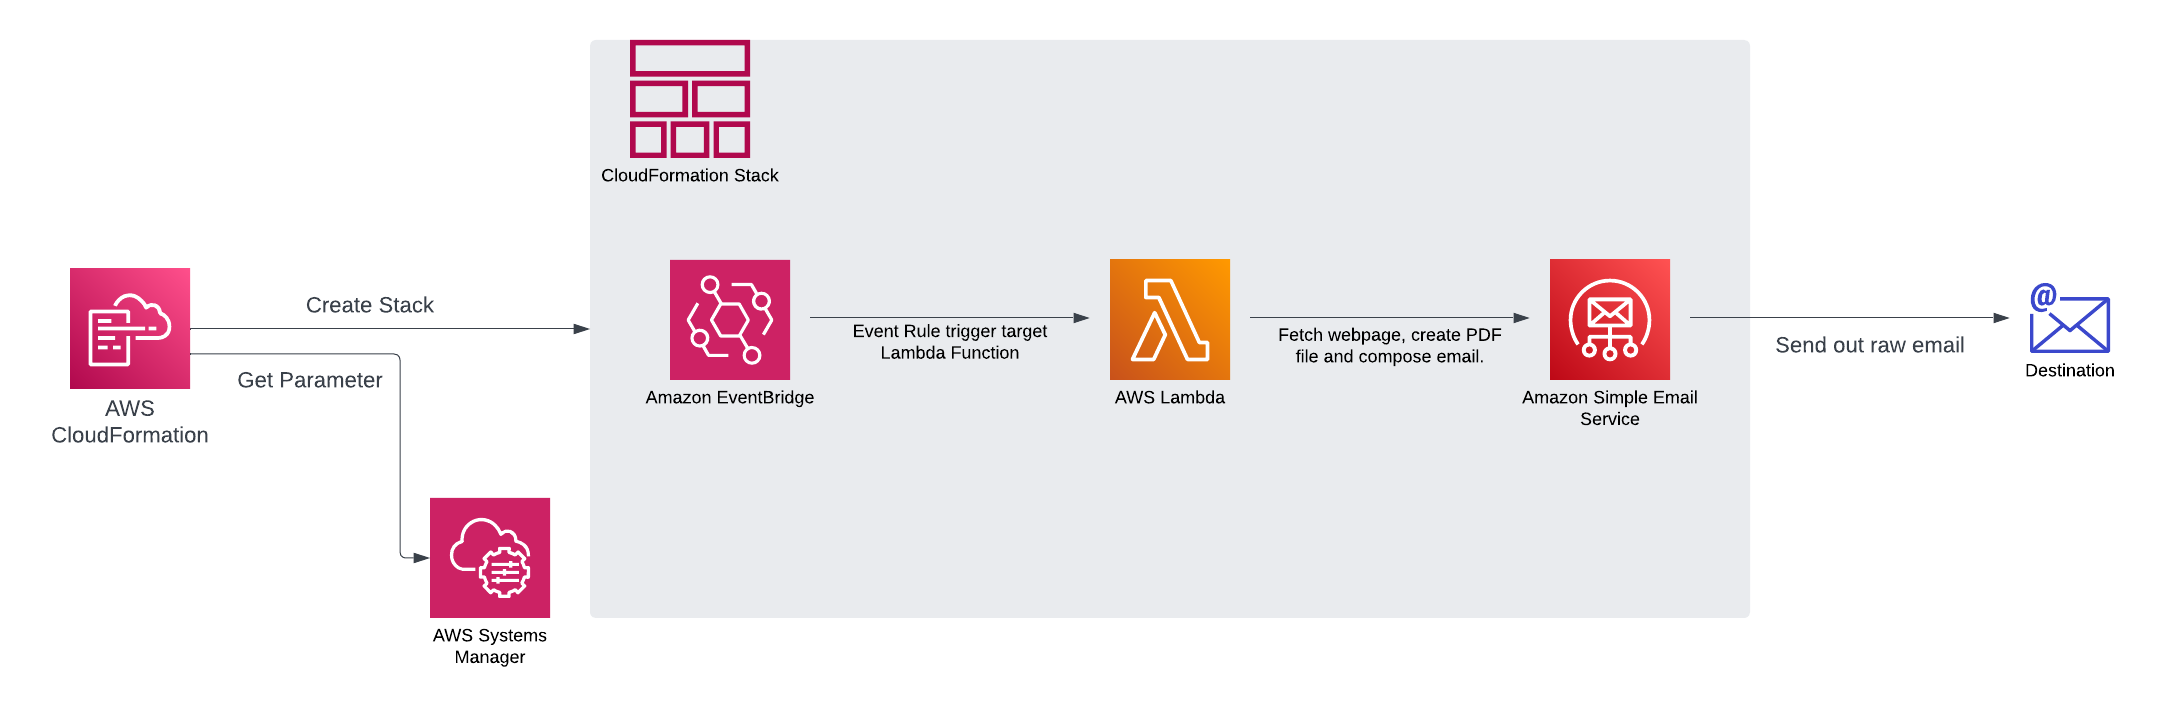 CloudFormation Stack
Create Stack
Get Parameter
AWS
CloudFormation
AWS Systems
Manager
Amazon EventBridge
Event Rule trigger target
Lambda Function
AWS Lambda
Fetch webpage, create PDF
file and compose email.
Amazon Simple Email
Service
Send out raw email
@
Destination